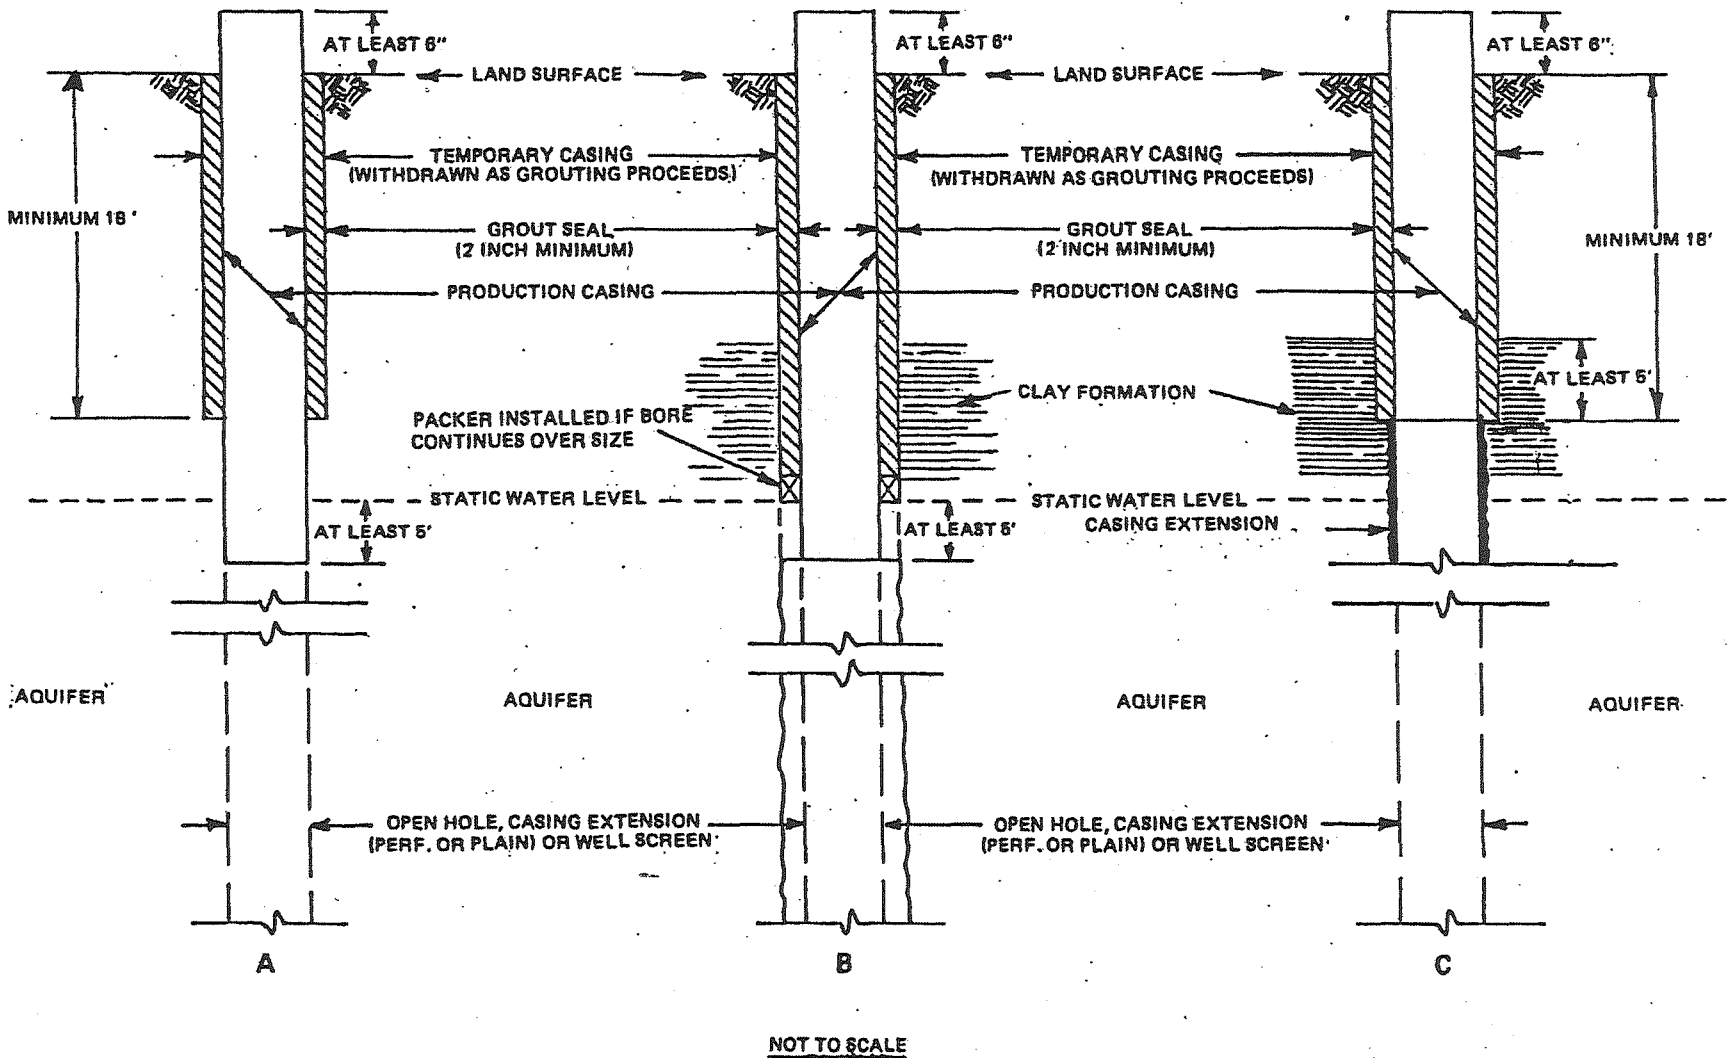 AT LEAST 6"
AT LEAST 6"
AT LEAST 6"
LAND SURFACE
LAND SURFACE
TEMPORARY CASING
(WITHDRAWN AS GROUTING PROCEEDS)
TEMPORARY CASING
(WITHDRAWN AS GROUTING PROCEEDS)
MINIMUM 18'
GROUT SEAL
(2 INCH MINIMUM)
GROUT SEAL
(2 INCH MINIMUM)
MINIMUM 18'
PRODUCTION CASING
PRODUCTION CASING
CLAY FORMATION
AT LEAST 5'
PACKER INSTALLED IF BORE
CONTINUES OVER SIZE
STATIC WATER LEVEL
STATIC WATER LEVEL
CASING EXTENSION
AT LEAST 5'
AT LEAST 5'
AQUIFER
AQUIFER
AQUIFER
AQUIFER
OPEN HOLE, CASING EXTENSION
(PERF. OR PLAIN) OR WELL SCREEN
OPEN HOLE, CASING EXTENSION
(PERF. OR PLAIN) OR WELL SCREEN
A
B
C
NOT TO SCALE